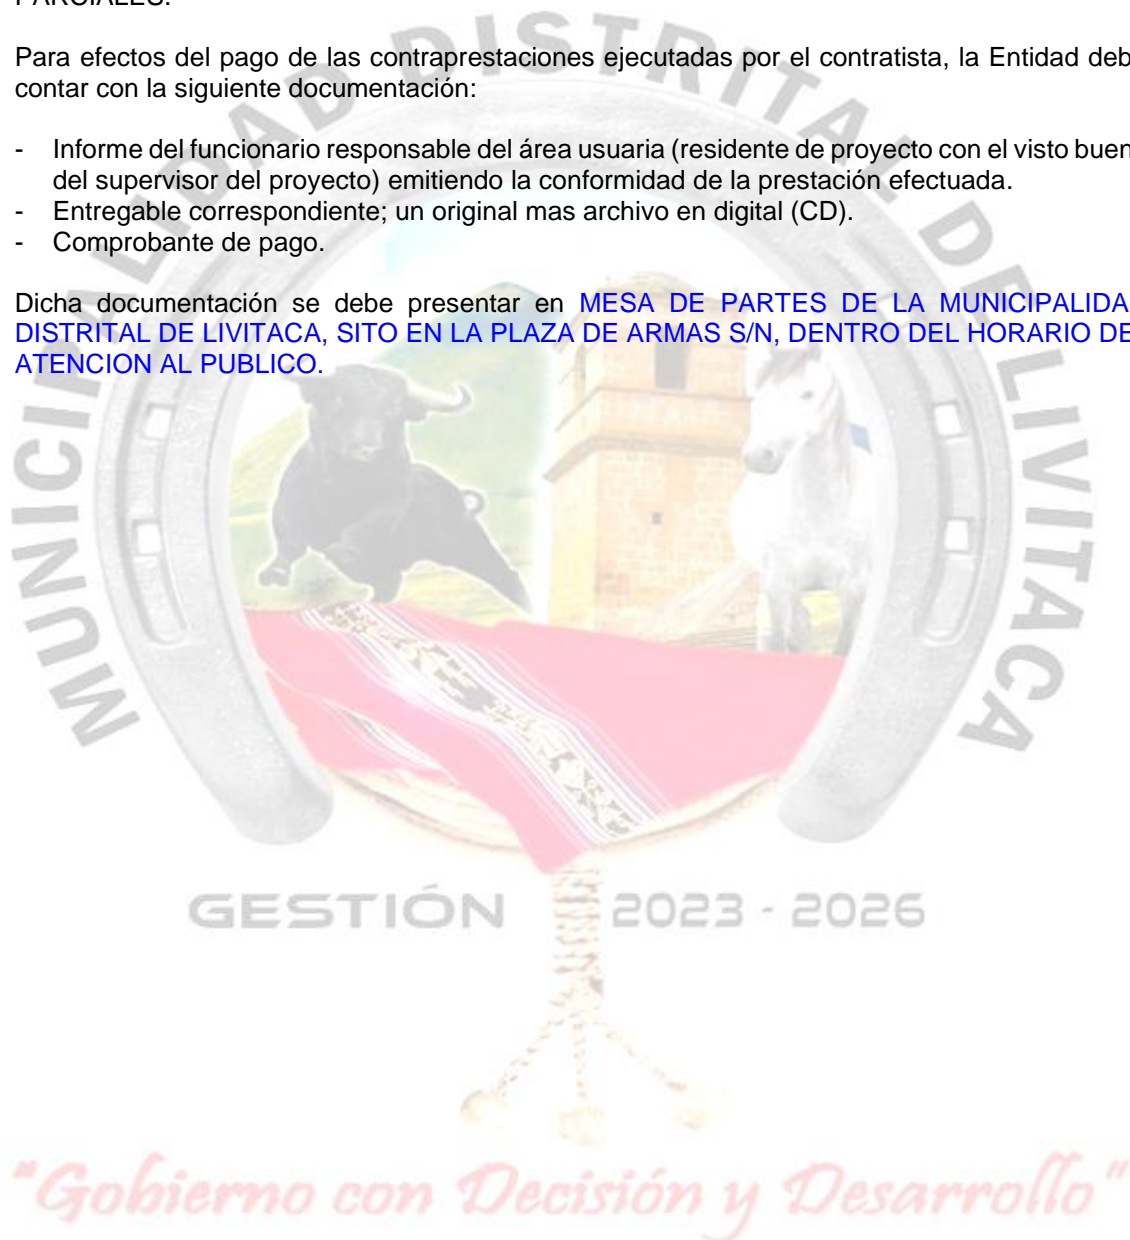 PARCIALES.
Para efectos del pago de las contraprestaciones ejecutadas por el contratista, la Entidad deb
contar con la siguiente documentación:
- Informe del funcionario responsable del área usuaria (residente de proyecto con el visto buen
del supervisor del proyecto) emitiendo la conformidad de la prestación efectuada.
- Entregable correspondiente; un original mas archivo en digital (CD).
- Comprobante de pago.
Dicha documentación se debe presentar en MESA DE PARTES DE LA MUNICIPALIDA
DISTRITAL DE LIVITACA, SITO EN LA PLAZA DE ARMAS S/N, DENTRO DEL HORARIO DE
ATENCION AL PUBLICO.
MUNICIPALIDAD DISTRITAL DE LIVITACA
GESTIÓN 2023 - 2026
"Gobierno con Decisión y Desarrollo"